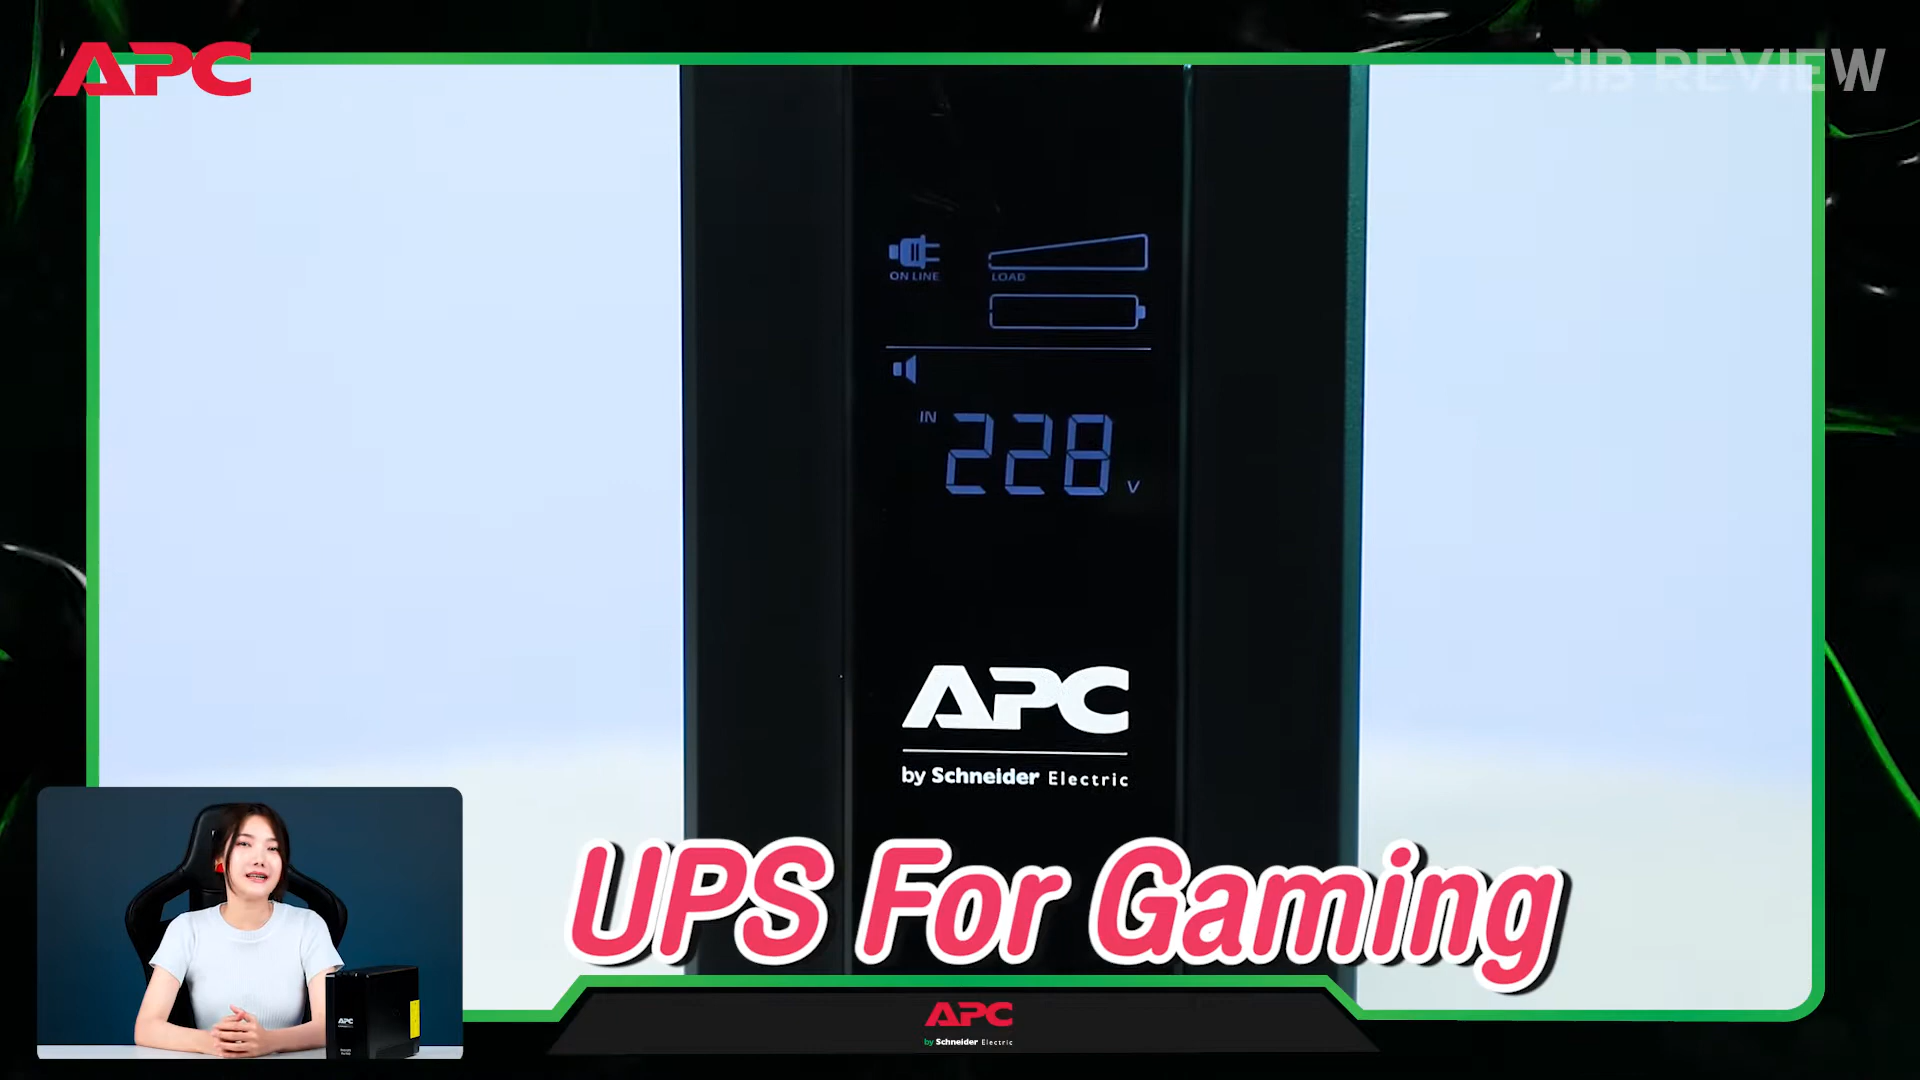 APC
JIB REVIEW
ON LINE
LOAD
IN
228
V
APC
by Schneider Electric
UPS For Gaming
APC
APC
by Schneider Electric